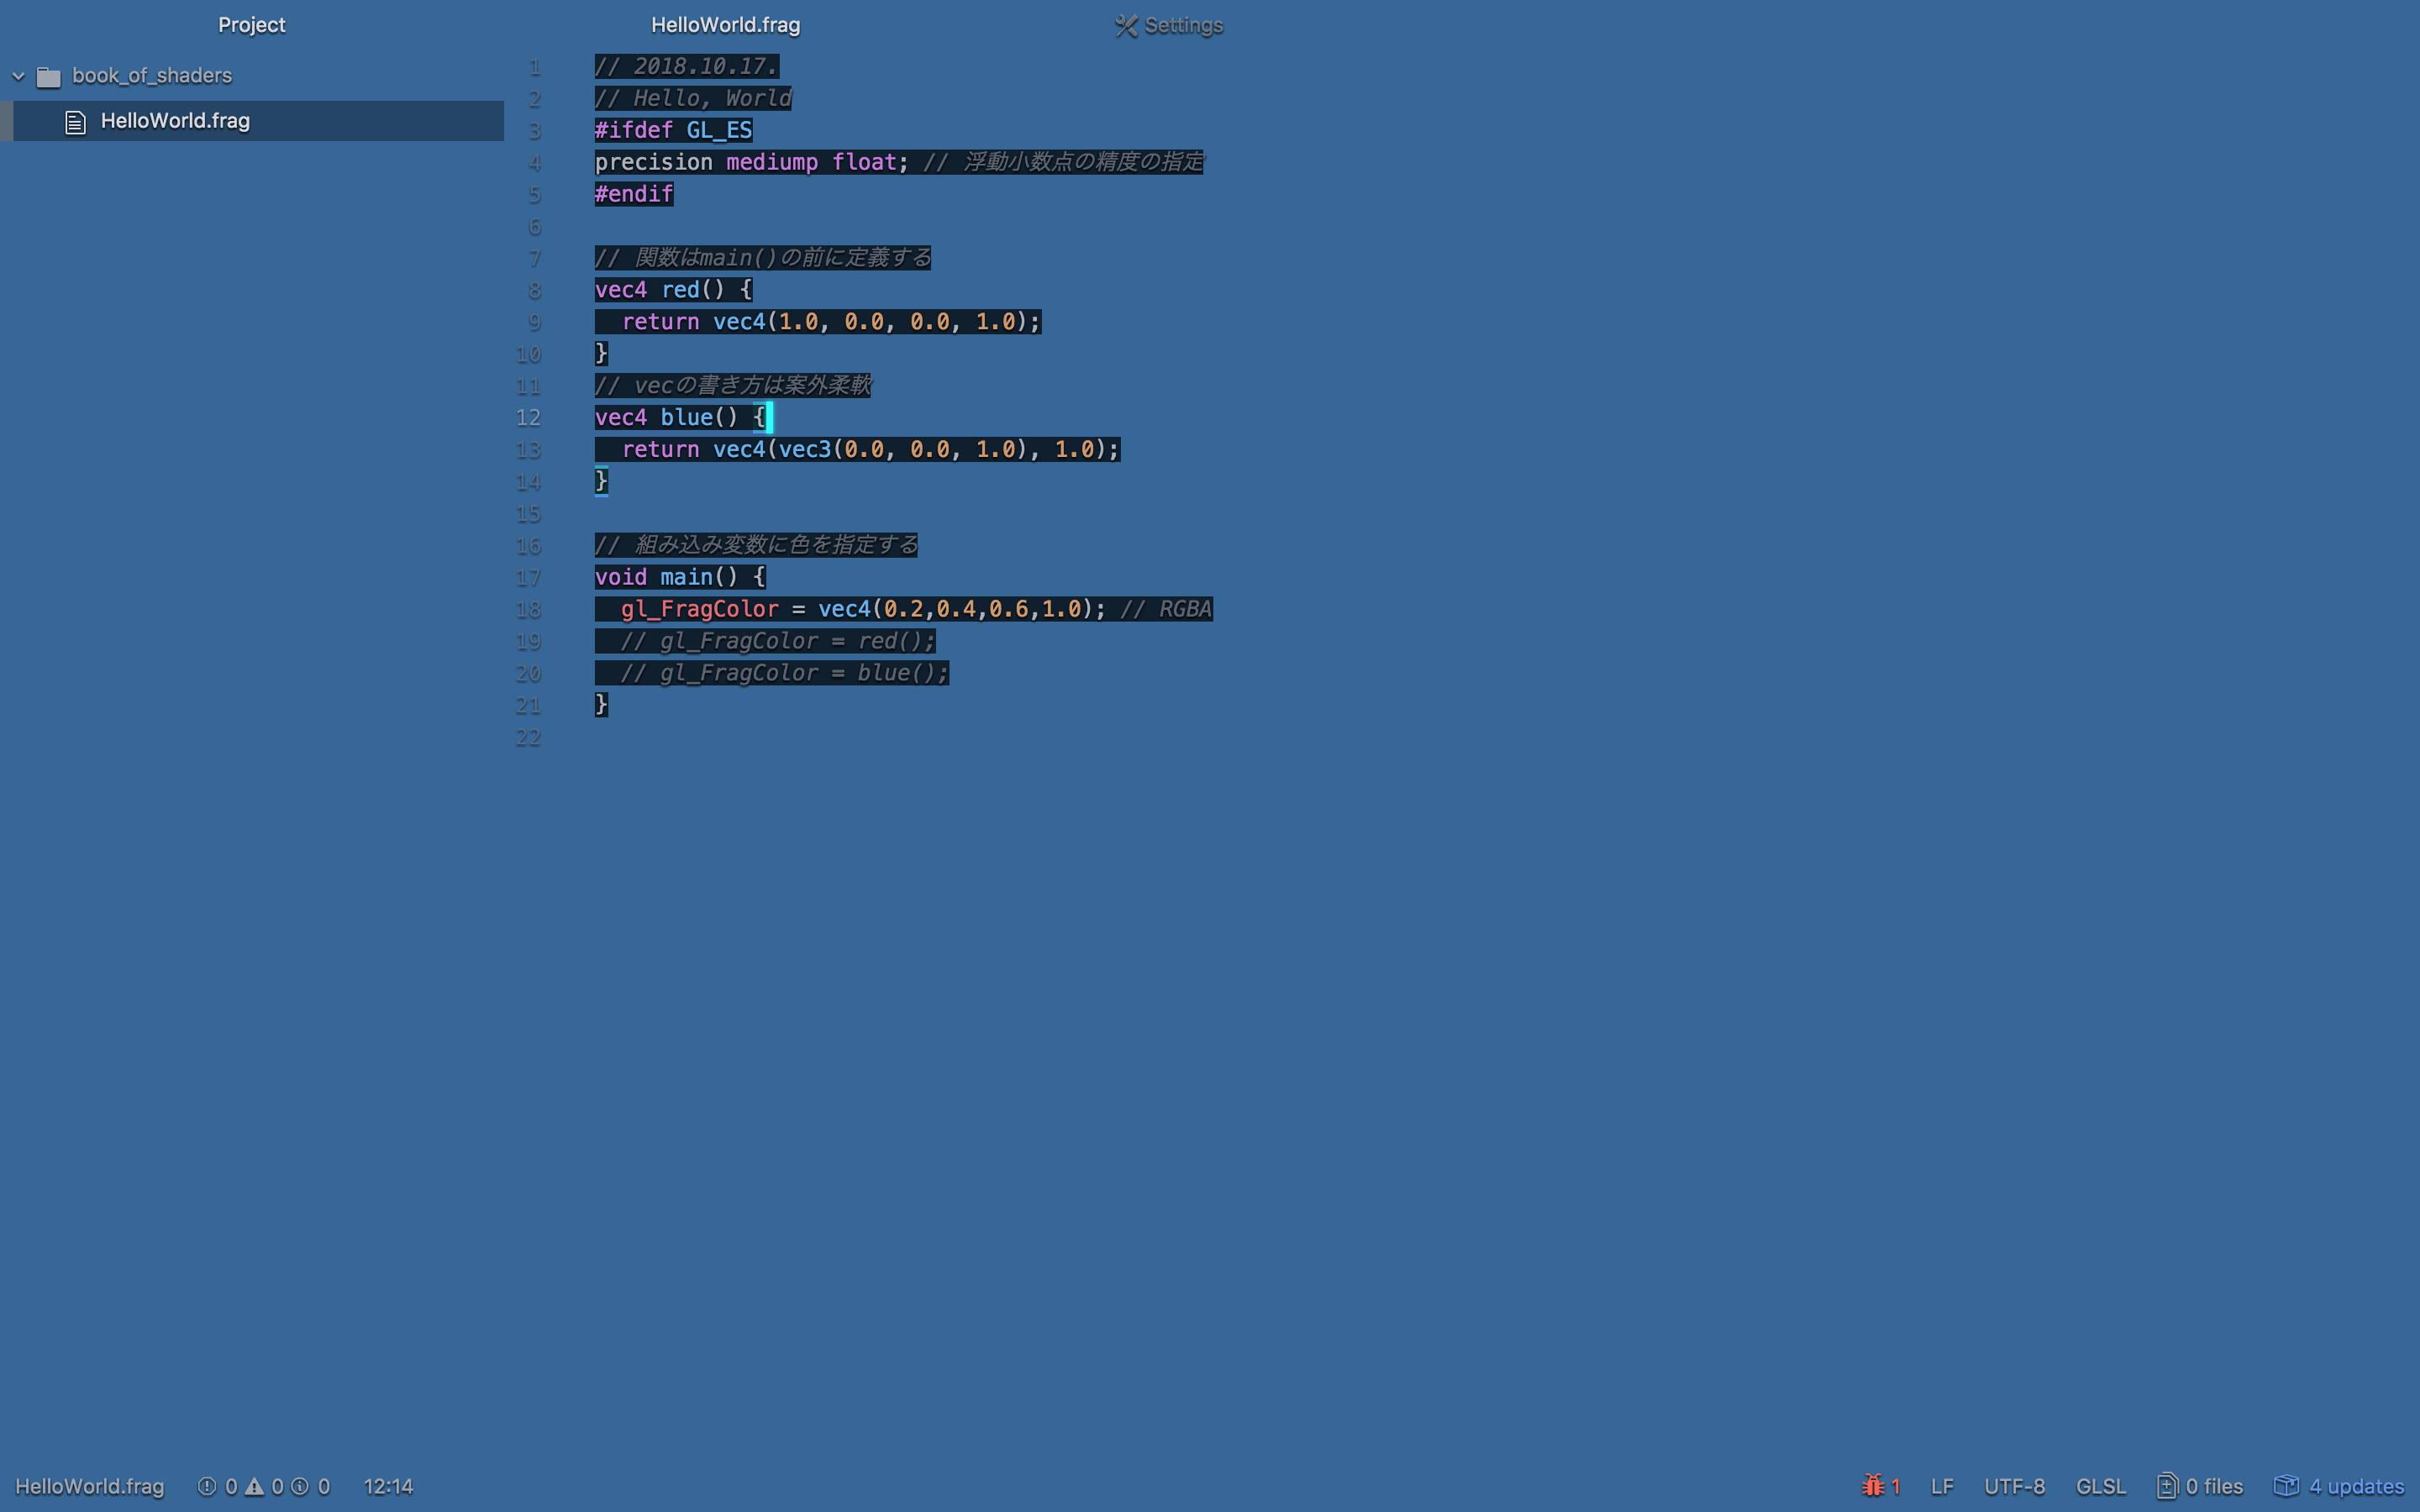 Project
book_of_shaders
HelloWorld.frag
HelloWorld.frag
Settings
1 // 2018.10.17.
2 // Hello, World
3 #ifdef GL_ES
4 precision mediump float; // 浮動小数点の精度の指定
5 #endif
6
7 // 関数はmain()の前に定義する
8 vec4 red() {
9   return vec4(1.0, 0.0, 0.0, 1.0);
10 }
11 // vecの書き方は案外柔軟
12 vec4 blue() {
13   return vec4(vec3(0.0, 0.0, 1.0), 1.0);
14 }
15
16 // 組み込み変数に色を指定する
17 void main() {
18   gl_FragColor = vec4(0.2,0.4,0.6,1.0); // RGBA
19   // gl_FragColor = red();
20   // gl_FragColor = blue();
21 }
22
HelloWorld.frag 0 0 0 12:14 1 LF UTF-8 GLSL 0 files 4 updates